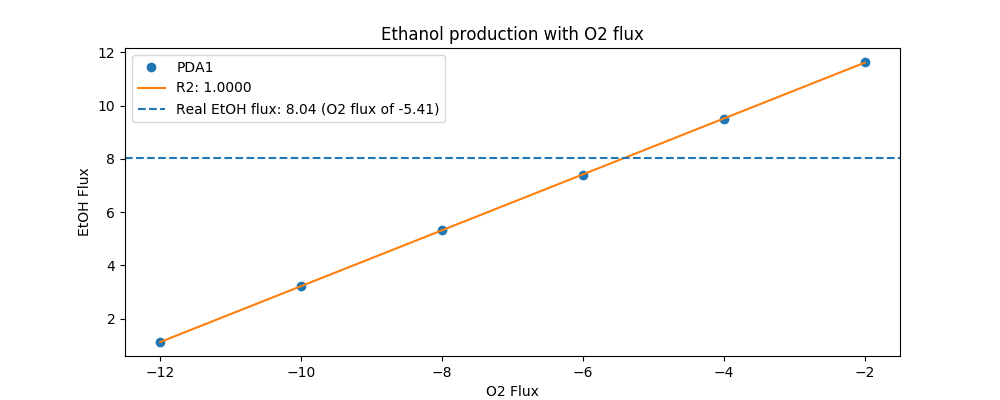 Ethanol production with O2 flux
PDA1
R2: 1.0000
Real EtOH flux: 8.04 (O2 flux of -5.41)
12
10
8
6
4
2
EtOH Flux
−12
−10
−8
−6
−4
−2
O2 Flux